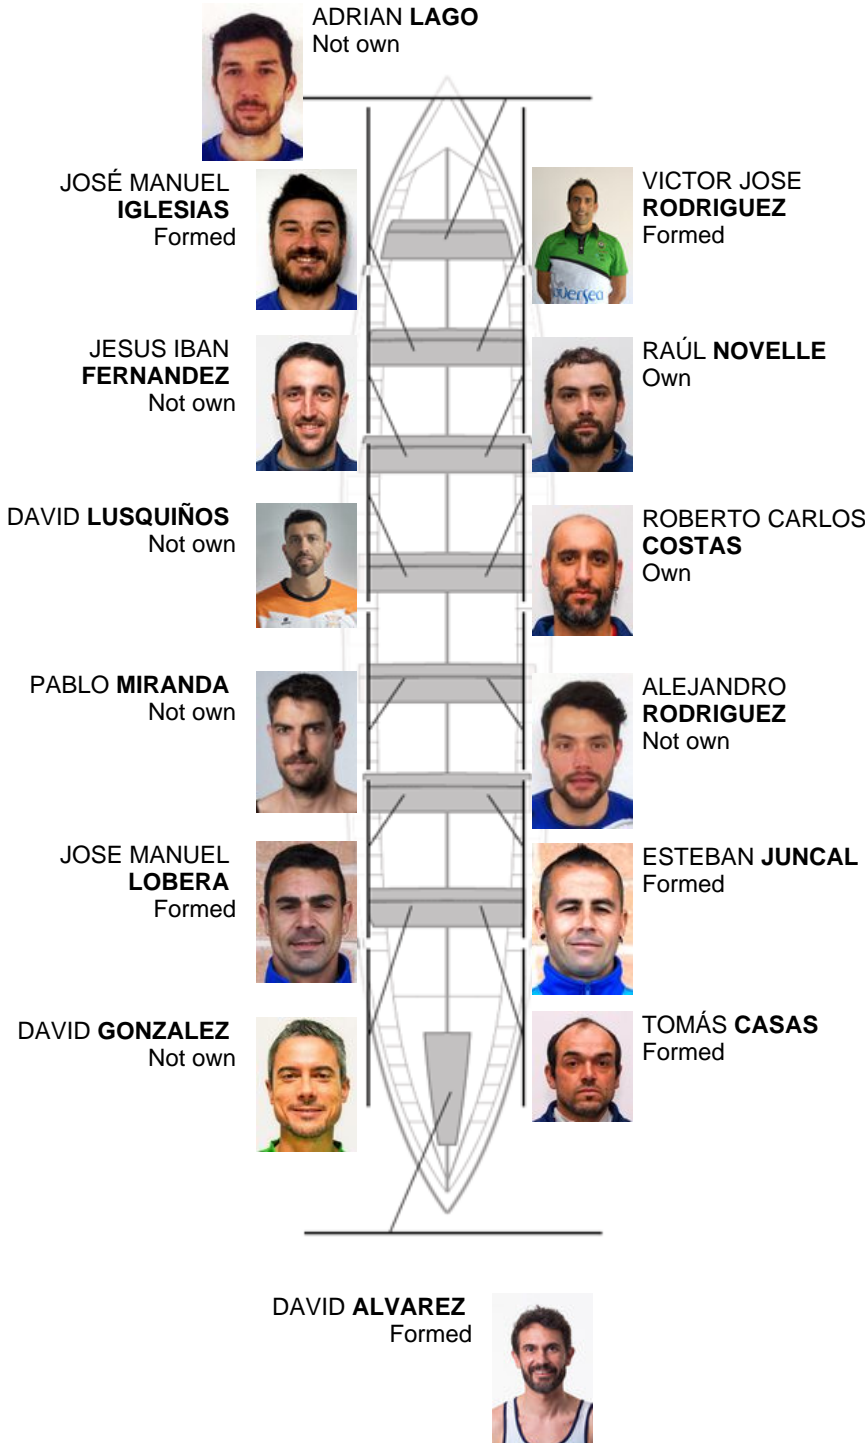 ADRIAN LAGO
Not own
JOSÉ MANUEL
IGLESIAS
Formed
VICTOR JOSE
RODRIGUEZ
Formed
JESUS IBAN
FERNANDEZ
Not own
RAÚL NOVELLE
Own
DAVID LUSQUIÑOS
Not own
ROBERTO CARLOS
COSTAS
Own
PABLO MIRANDA
Not own
ALEJANDRO
RODRIGUEZ
Not own
JOSE MANUEL
LOBERA
Formed
ESTEBAN JUNCAL
Formed
DAVID GONZALEZ
Not own
TOMÁS CASAS
Formed
DAVID ALVAREZ
Formed